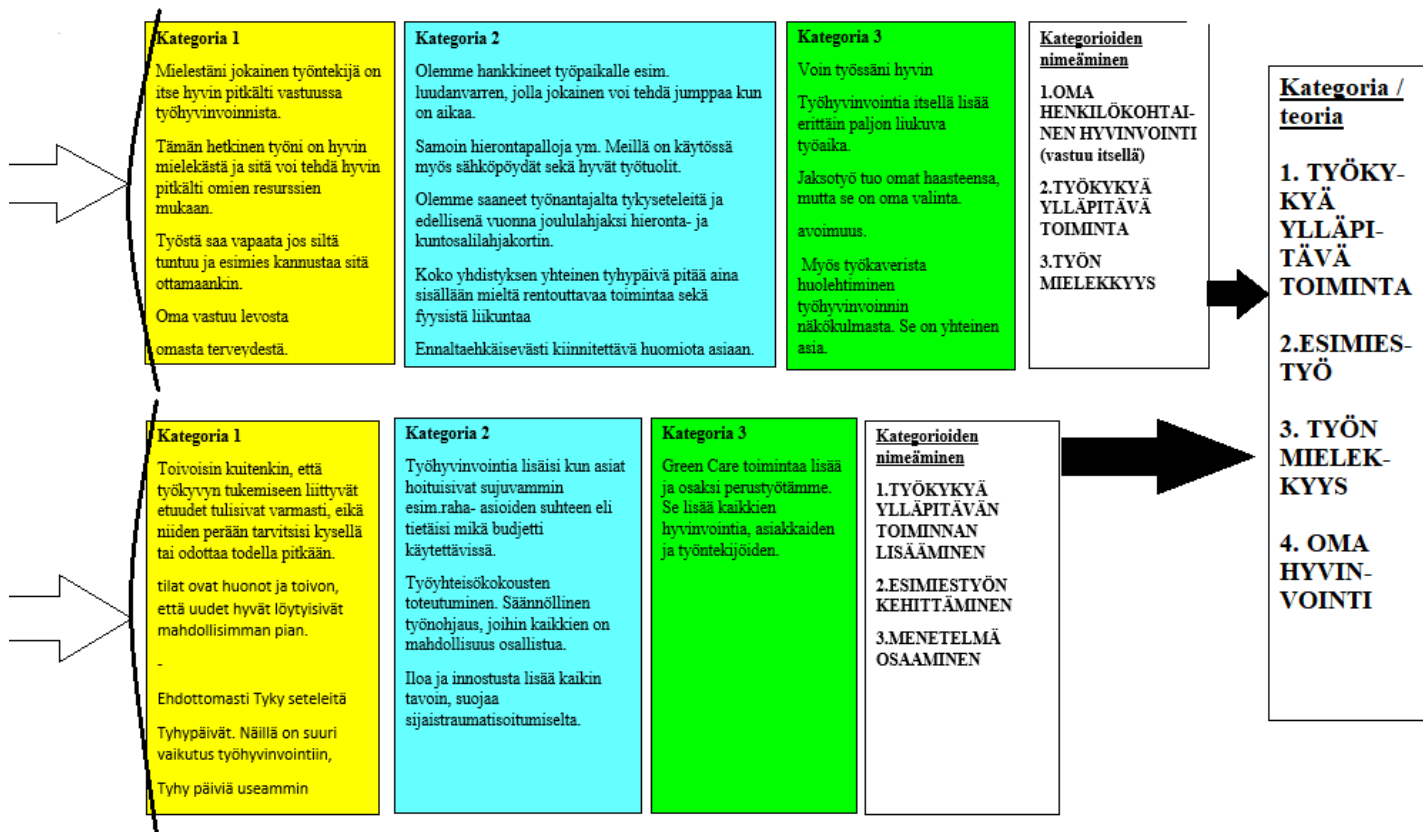 Kategoria 1
Mielestäni jokainen työntekijä on
itse hyvin pitkälti vastuussa
työhyvinvoinnista.
Tämän hetkinen työni on hyvin
mielekästä ja sitä voi tehdä hyvin
pitkälti omien resurssien
mukaan.
Työstä saa vapaata jos siltä
tuntuu ja esimies kannustaa sitä
ottamaankin.
Oma vastuu levosta
omasta terveydestä.
Kategoria 2
Olemme hankkineet työpaikalle esim.
luudanvarren, jolla jokainen voi tehdä jumppaa kun
on aikaa.
Samoin hierontapalloja ym. Meillä on käytössä
myös sähköpöydät sekä hyvät työtuolit.
Olemme saaneet työnantajalta tykyseteleitä ja
edellisenä vuonna joululahjaksi hieronta- ja
kuntosalilahjakortin.
Koko yhdistyksen yhteinen tyhypäivä pitää aina
sisällään mieltä rentouttavaa toimintaa sekä
fyysistä liikuntaa
Ennaltaehkäisevästi kiinnitettävä huomiota asiaan.
Kategoria 3
Voin työssäni hyvin
Työhyvinvointia itsellä lisää
erittäin paljon liukuva
työaika.
Jaksotyö tuo omat haasteensa,
mutta se on oma valinta.
avoimuus.
Myös työkaverista
huolehtiminen
työhyvinvoinnin
näkökulmasta. Se on yhteinen
asia.
Kategorioiden
nimeäminen
1.OMA
HENKILÖKOHTAI-
NEN HYVINVOINTI
(vastuu itsellä)
2.TYÖKYKYÄ
YLLÄPITÄVÄ
TOIMINTA
3.TYÖN
MIELEKKYYS
Kategoria 1
Toivoisin kuitenkin, että
työkyvyn tukemiseen liittyvät
etuudet tulisivat varmasti, eikä
niiden perään tarvitsisi kysellä
tai odottaa todella pitkään.
tilat ovat huonot ja toivon,
että uudet hyvät löytyisivät
mahdollisimman pian.
-
Ehdottomasti Tyky seteleitä
Tyhypäivät. Näillä on suuri
vaikutus työhyvinvointiin,
Tyhy päiviä useammin
Kategoria 2
Työhyvinvointia lisäisi kun asiat
hoituisivat sujuvammin
esim.raha- asioiden suhteen eli
tietäisi mikä budjetti
käytettävissä.
Työyhteisökokousten
toteutuminen. Säännöllinen
työnohjaus, joihin kaikkien on
mahdollisuus osallistua.
Iloa ja innostusta lisää kaikin
tavoin, suojaa
sijaistraumatisoitumiselta.
Kategoria 3
Green Care toimintaa lisää
ja osaksi perustyötämme.
Se lisää kaikkien
hyvinvointia, asiakkaiden
ja työntekijöiden.
Kategorioiden
nimeäminen
1.TYÖKYKYÄ
YLLÄPITÄVÄN
TOIMINNAN
LISÄÄMINEN
2.ESIMIESTYÖN
KEHITTÄMINEN
3.MENETELMÄ
OSAAMINEN
Kategoria /
teoria
1. TYÖKY-
KYÄ
YLLÄPI-
TÄVÄ
TOIMINTA
2.ESIMIES-
TYÖ
3. TYÖN
MIELEK-
KYYS
4. OMA
HYVIN-
VOINTI